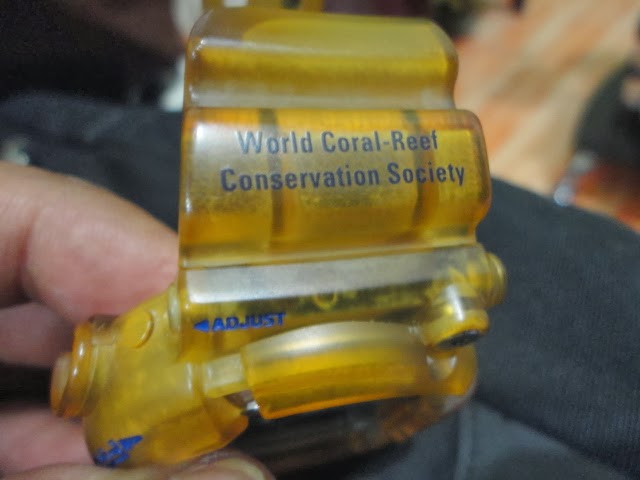 World Coral-Reef
Conservation Society
◄ADJUST